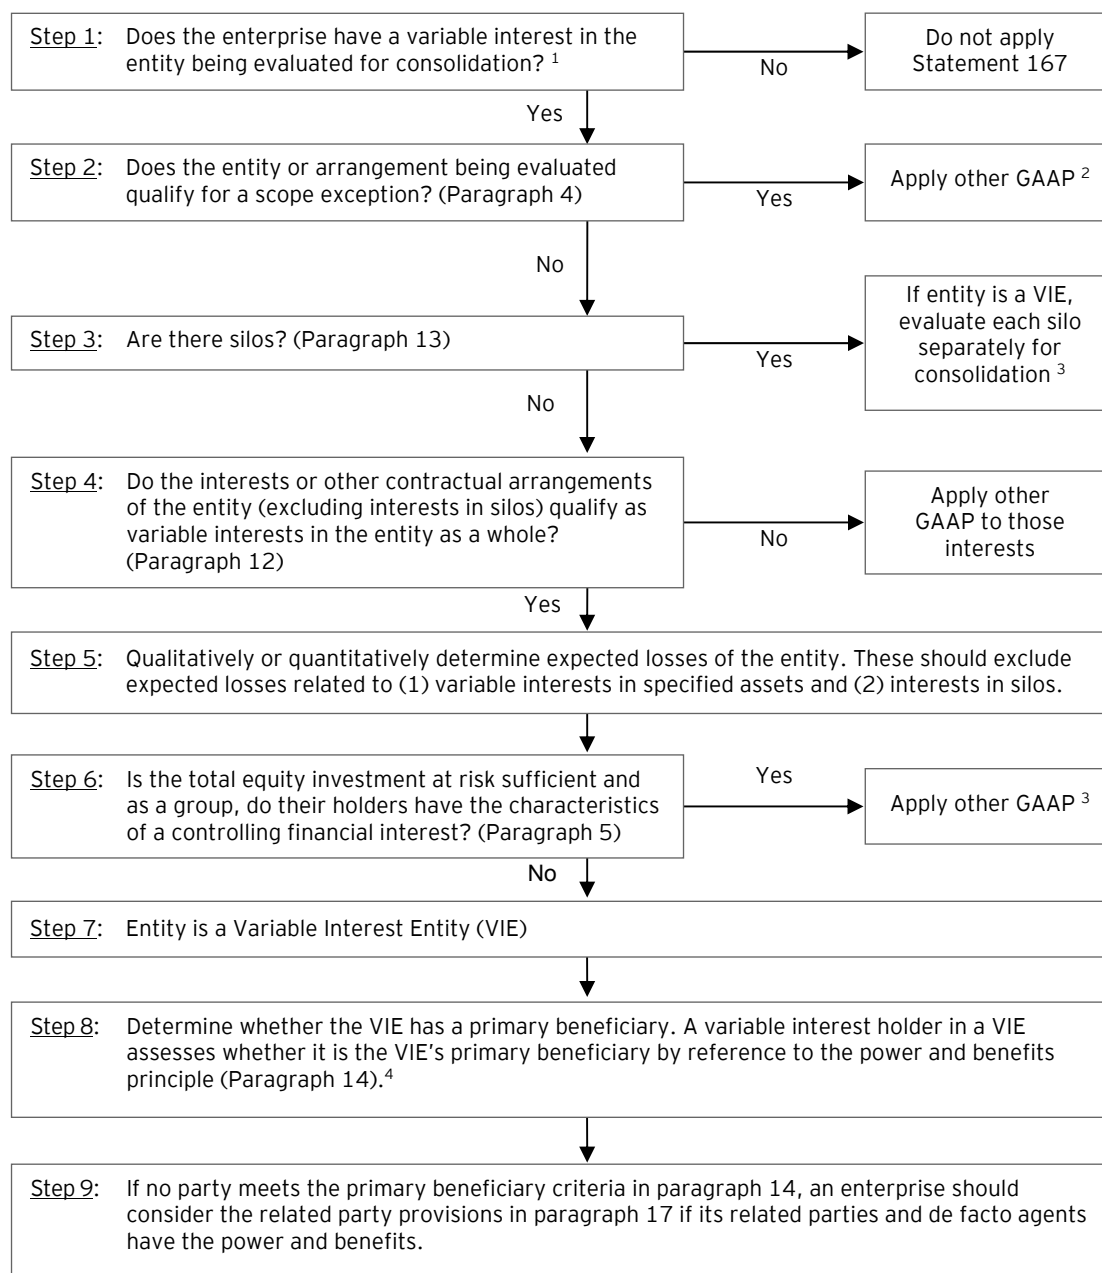 Step 1: Does the enterprise have a variable interest in the
entity being evaluated for consolidation? 1
No
Do not apply
Statement 167
Yes
Step 2: Does the entity or arrangement being evaluated
qualify for a scope exception? (Paragraph 4)
Yes
Apply other GAAP 2
No
Step 3: Are there silos? (Paragraph 13)
Yes
If entity is a VIE,
evaluate each silo
separately for
consolidation 3
No
Step 4: Do the interests or other contractual arrangements
of the entity (excluding interests in silos) qualify as
variable interests in the entity as a whole?
(Paragraph 12)
No
Apply other
GAAP to those
interests
Yes
Step 5: Qualitatively or quantitatively determine expected losses of the entity. These should exclude
expected losses related to (1) variable interests in specified assets and (2) interests in silos.
Step 6: Is the total equity investment at risk sufficient and
as a group, do their holders have the characteristics
of a controlling financial interest? (Paragraph 5)
Yes
Apply other GAAP 3
No
Step 7: Entity is a Variable Interest Entity (VIE)
Step 8: Determine whether the VIE has a primary beneficiary. A variable interest holder in a VIE
assesses whether it is the VIE's primary beneficiary by reference to the power and benefits
principle (Paragraph 14).4
Step 9: If no party meets the primary beneficiary criteria in paragraph 14, an enterprise should
consider the related party provisions in paragraph 17 if its related parties and de facto agents
have the power and benefits.